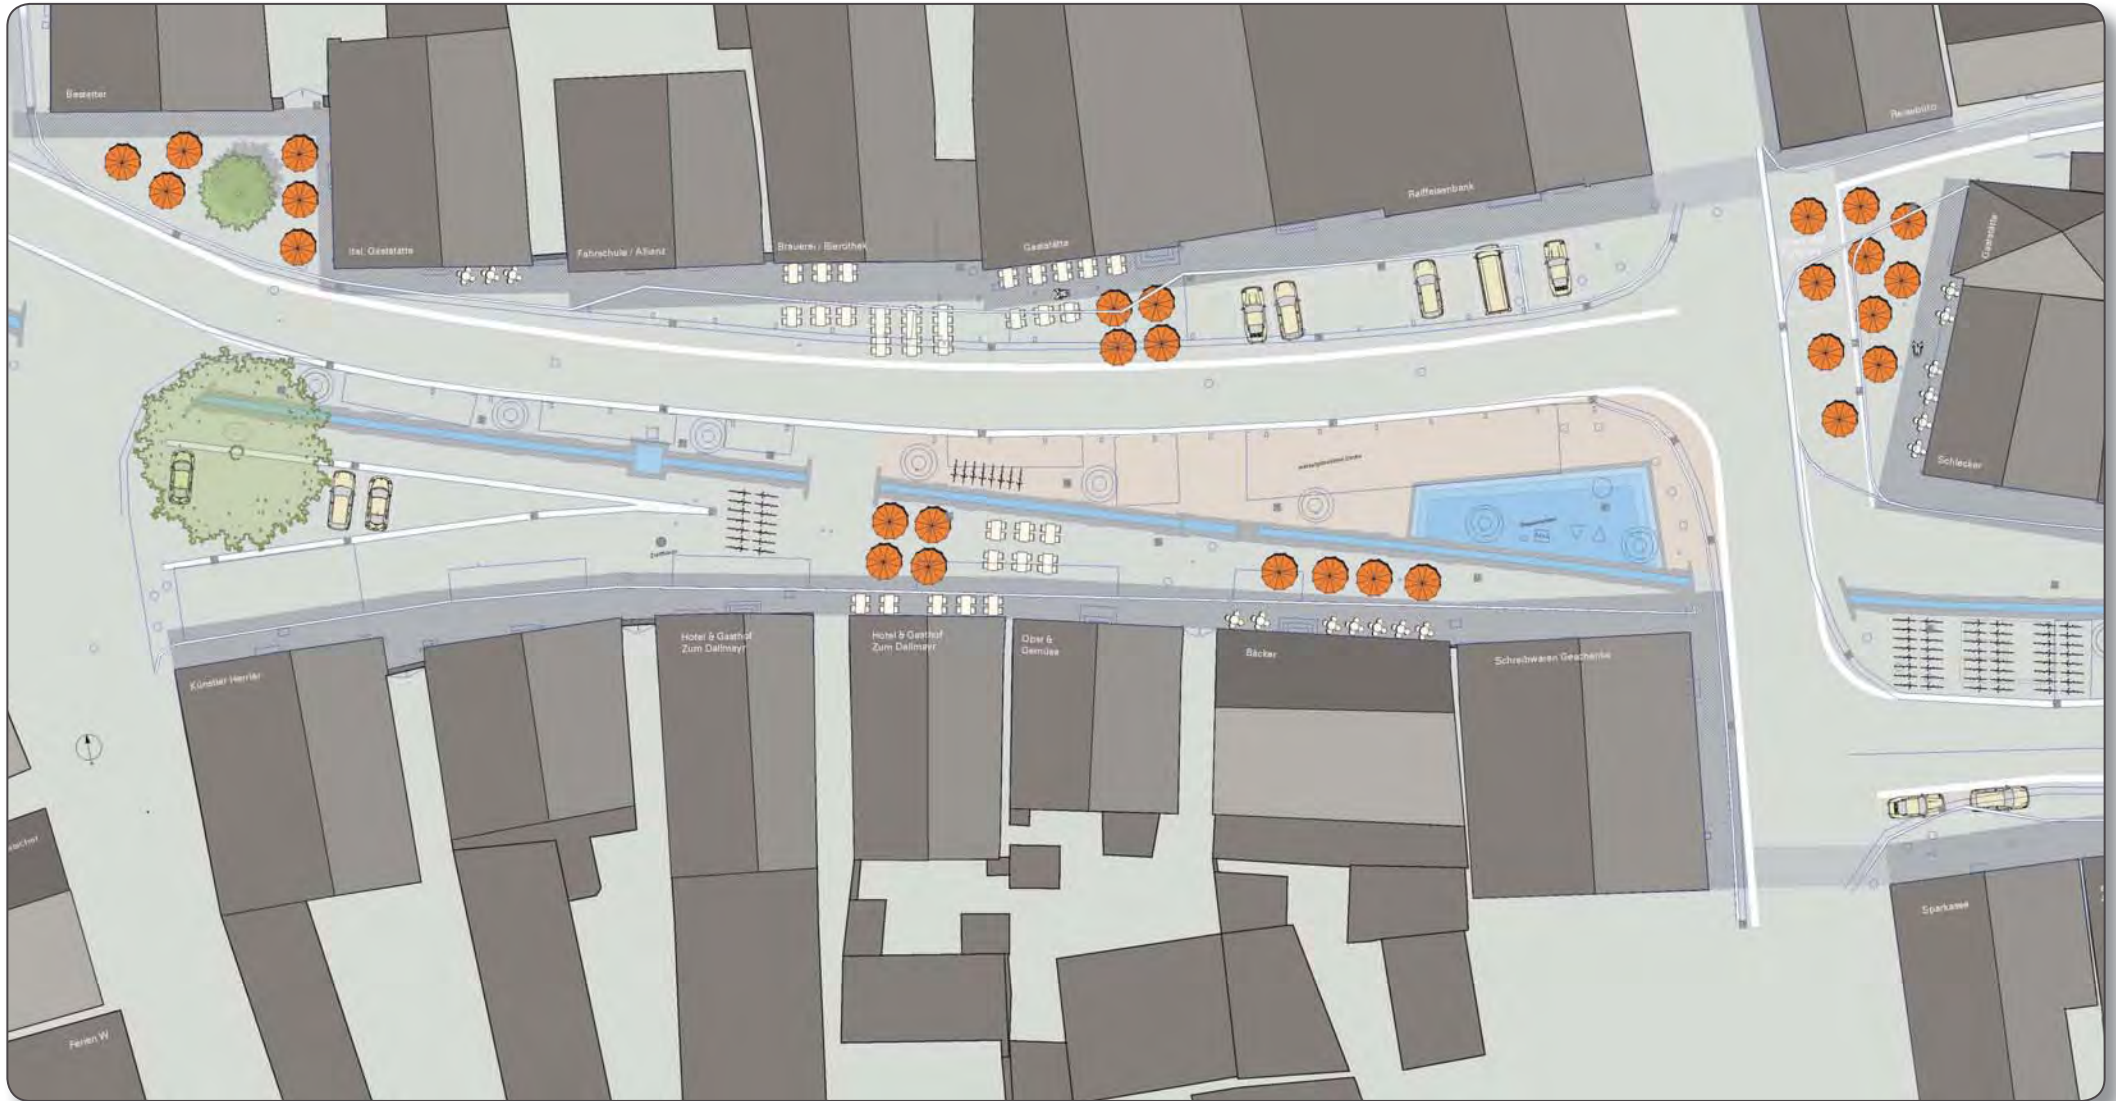 Bestatter
Reisebüro
Raiffeisenbank
Ital. Gaststätte
Fahrschule / Allianz
Brauerei / Bierothek
Gaststätte
Gaststätte
Schlecker
Hotel & Gasthof
Zum Dallmayr
Hotel & Gasthof
Zum Dallmayr
Obst &
Gemüse
Bäcker
Schreibwaren Geschenke
Künstler Herrler
Sparkasse
Ferien W